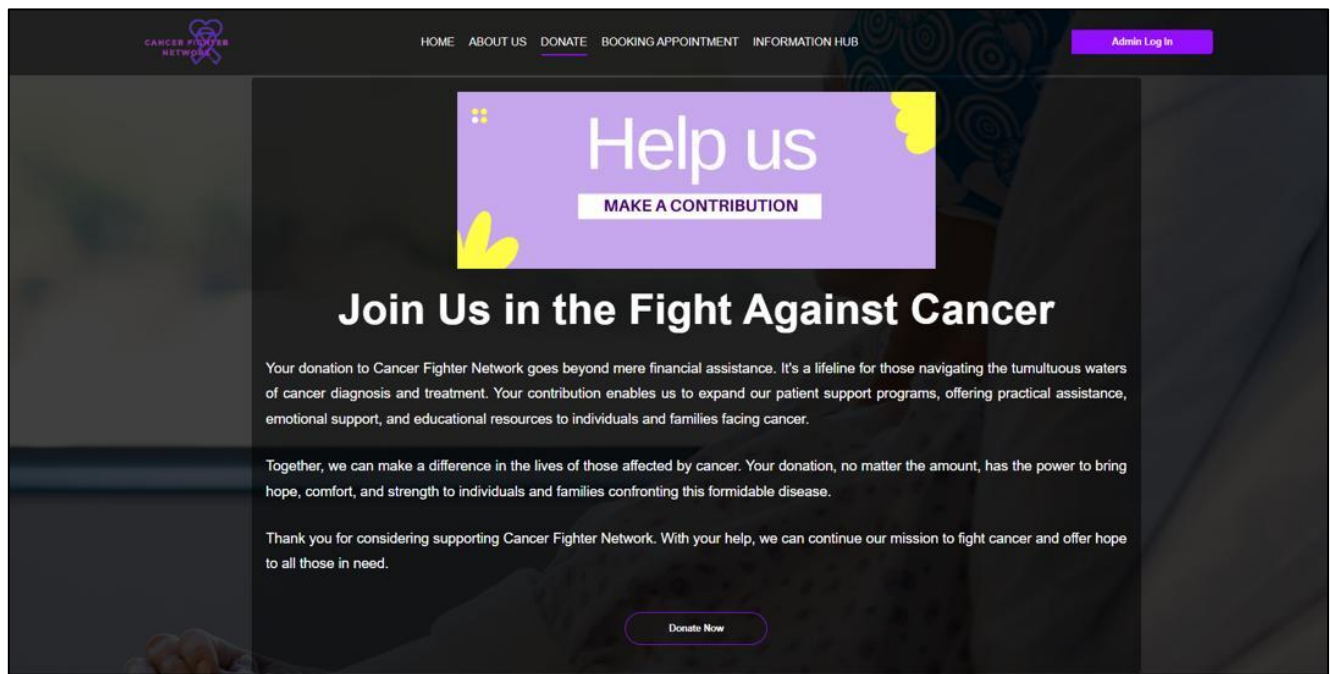 CANCER FIGHTER
NETWORK
HOME ABOUT US DONATE BOOKING APPOINTMENT INFORMATION HUB
Admin Log In
Help us
MAKE A CONTRIBUTION
Join Us in the Fight Against Cancer
Your donation to Cancer Fighter Network goes beyond mere financial assistance. It's a lifeline for those navigating the tumultuous waters
of cancer diagnosis and treatment. Your contribution enables us to expand our patient support programs, offering practical assistance,
emotional support, and educational resources to individuals and families facing cancer.
Together, we can make a difference in the lives of those affected by cancer. Your donation, no matter the amount, has the power to bring
hope, comfort, and strength to individuals and families confronting this formidable disease.
Thank you for considering supporting Cancer Fighter Network. With your help, we can continue our mission to fight cancer and offer hope
to all those in need.
Donate Now